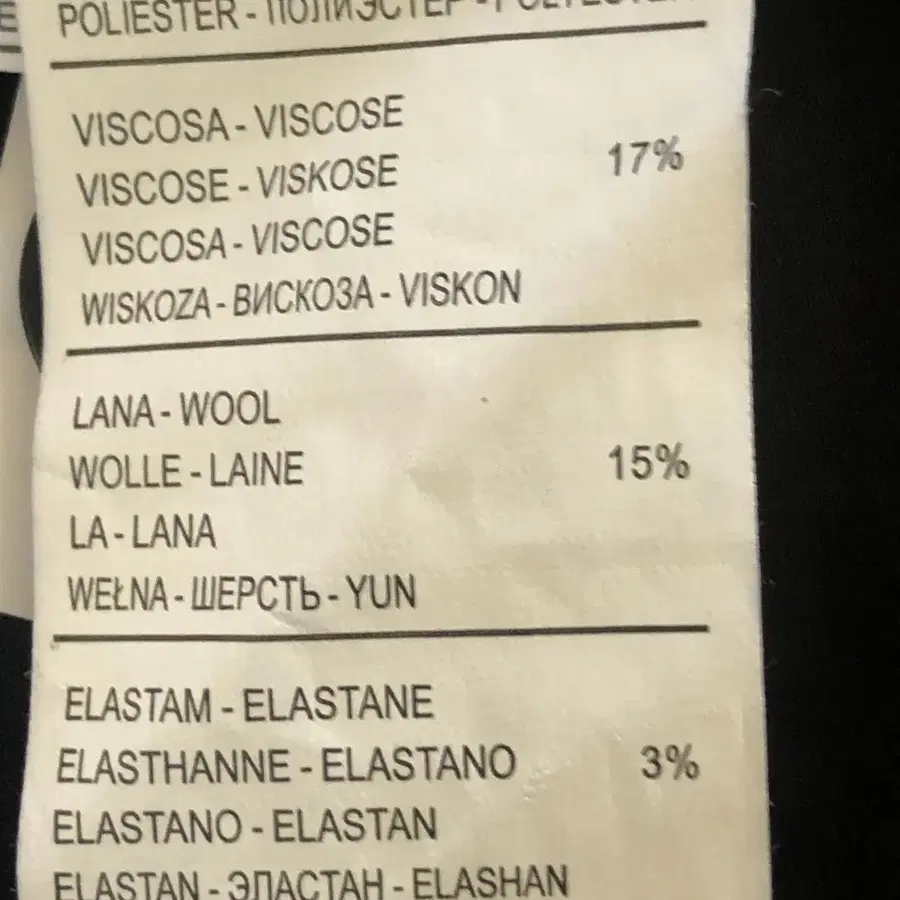 POLIESTER - ПОЛИЭСТЕР - POLYESTER
VISCOSA - VISCOSE
VISCOSE - VISKOSE
17%
VISCOSA - VISCOSE
WISKOZA - ВИСКОЗА - VISKON
LANA - WOOL
WOLLE - LAINE
15%
LA - LANA
WEŁNA - ШЕРСТЬ - YUN
ELASTAM - ELASTANE
ELASTHANNE - ELASTANO
3%
ELASTANO - ELASTAN
ELASTAN - ЭЛАСТАН - ELASHAN